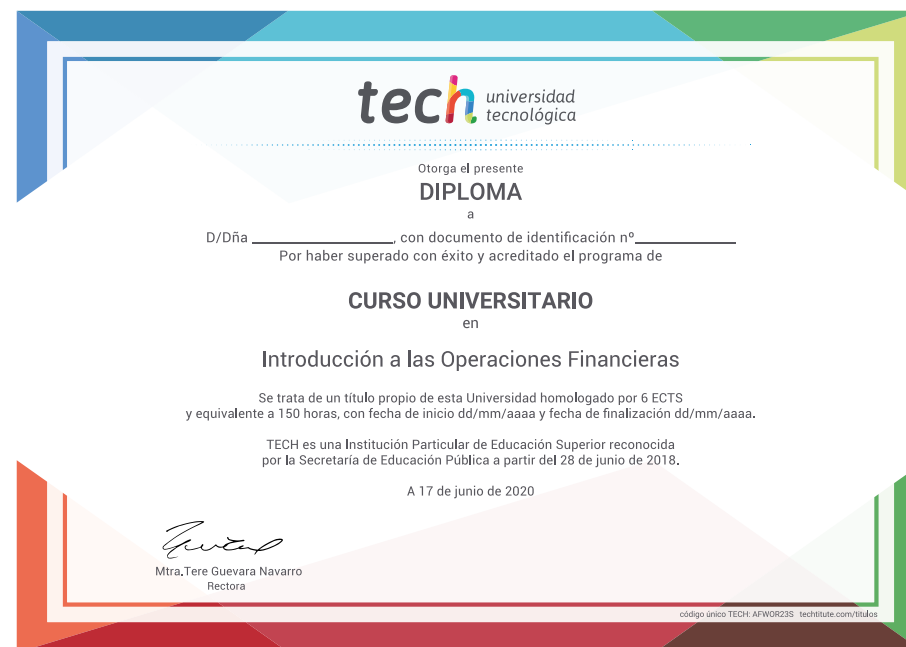 tech universidad
tecnológica
Otorga el presente
DIPLOMA
a
D/Dña ____________________, con documento de identificación nº______________
Por haber superado con éxito y acreditado el programa de
CURSO UNIVERSITARIO
en
Introducción a las Operaciones Financieras
Se trata de un título propio de esta Universidad homologado por 6 ECTS
y equivalente a 150 horas, con fecha de inicio dd/mm/aaaa y fecha de finalización dd/mm/aaaa.
TECH es una Institución Particular de Educación Superior reconocida
por la Secretaría de Educación Pública a partir del 28 de junio de 2018.
A 17 de junio de 2020
Mtra.Tere Guevara Navarro
Rectora
código único TECH: AFWOR23S techtitute.com/titulos